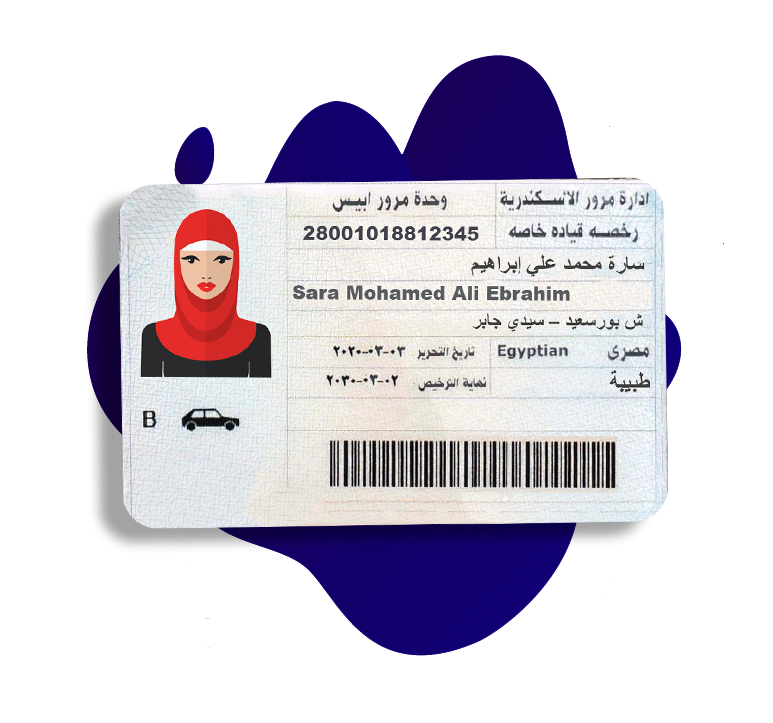 ادارة مرور الاسكندرية وحدة مرور ابيس
رخصه قياده خاصه 28001018812345
سارة محمد علي إبراهيم
Sara Mohamed Ali Ebrahim
ش بورسعيد – سيدي جابر
مصرى Egyptian تاريخ التحرير ٢٠٢٠-٠٣-٠٣
طبيبة نهاية الترخيص ٢٠٣٠-٠٣-٠٢
B